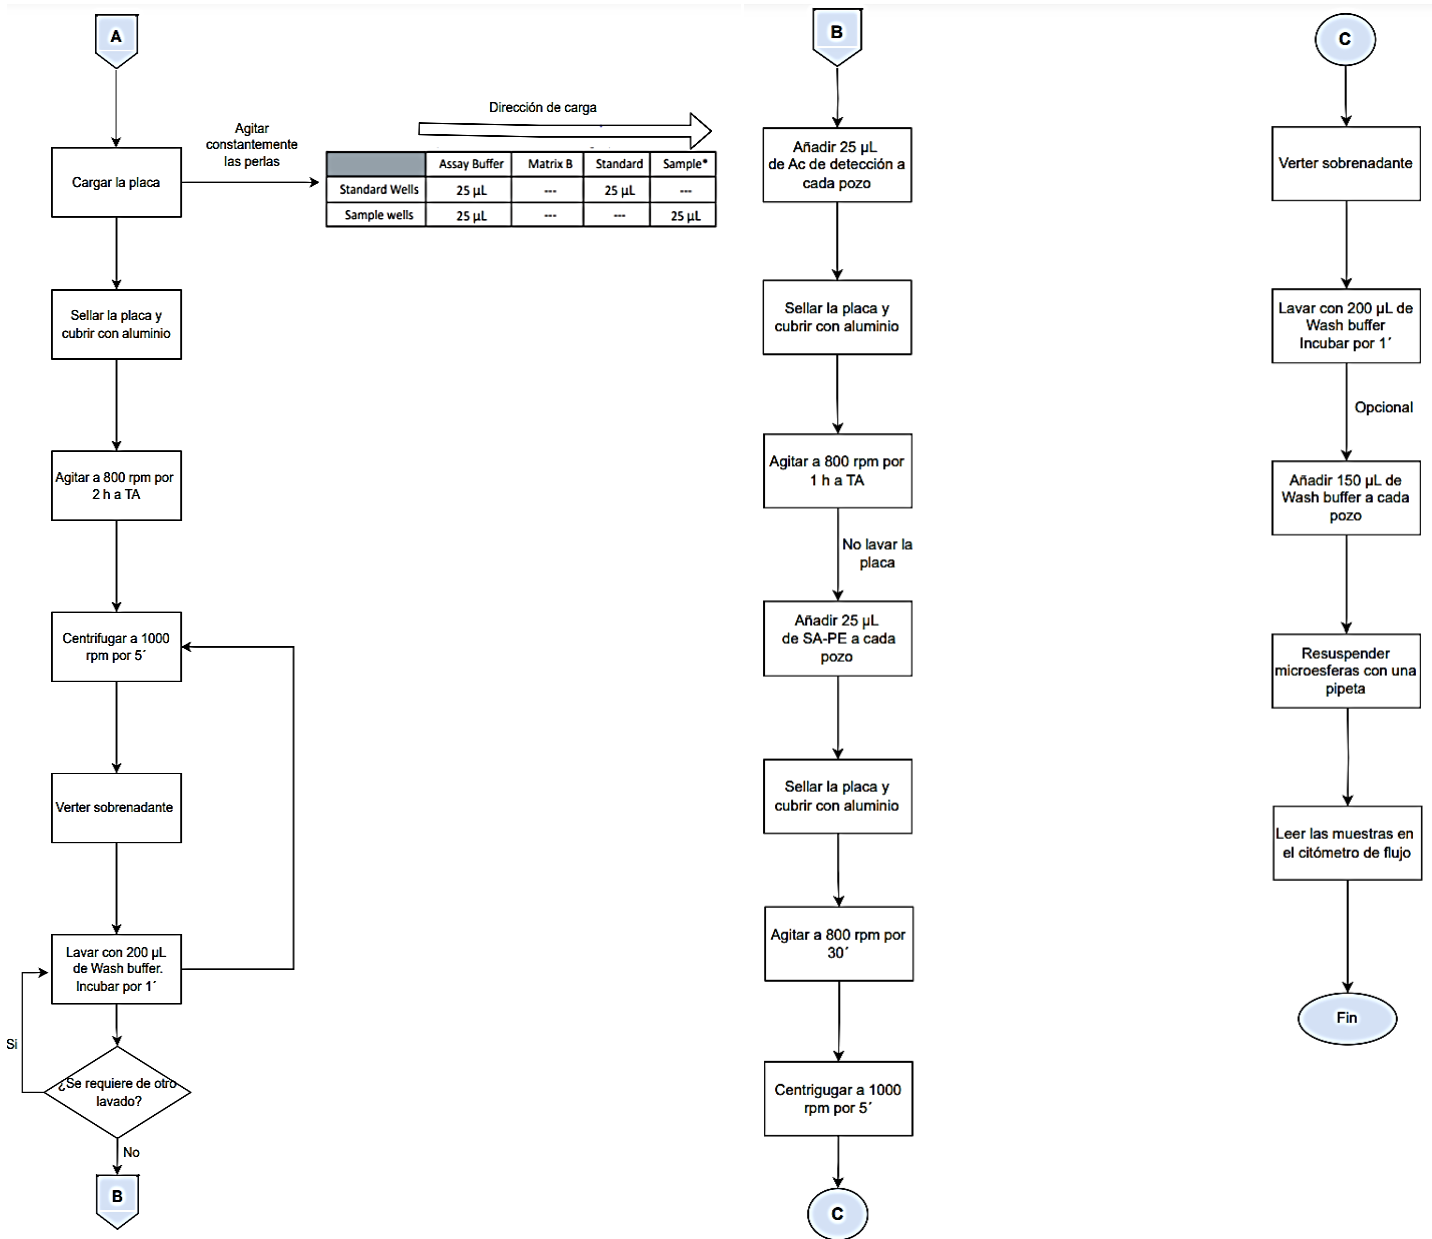 A
Cargar la placa
Agitar
constantemente
las perlas
Dirección de carga
Assay Buffer Matrix B Standard Sample*
Standard Wells 25 µL --- 25 µL ---
Sample wells 25 µL --- --- 25 µL
Sellar la placa y
cubrir con aluminio
Agitar a 800 rpm por
2 h a TA
Centrifugar a 1000
rpm por 5´
Verter sobrenadante
Lavar con 200 µL
de Wash buffer.
Incubar por 1´
Si
¿Se requiere de otro
lavado?
No
B
B
Añadir 25 µL
de Ac de detección a
cada pozo
Sellar la placa y
cubrir con aluminio
Agitar a 800 rpm por
1 h a TA
No lavar la
placa
Añadir 25 µL
de SA-PE a cada
pozo
Sellar la placa y
cubrir con aluminio
Agitar a 800 rpm por
30´
Centrigugar a 1000
rpm por 5´
C
C
Verter sobrenadante
Lavar con 200 µL de
Wash buffer
Incubar por 1´
Opcional
Añadir 150 µL de
Wash buffer a cada
pozo
Resuspender
microesferas con una
pipeta
Leer las muestras en
el citómetro de flujo
Fin